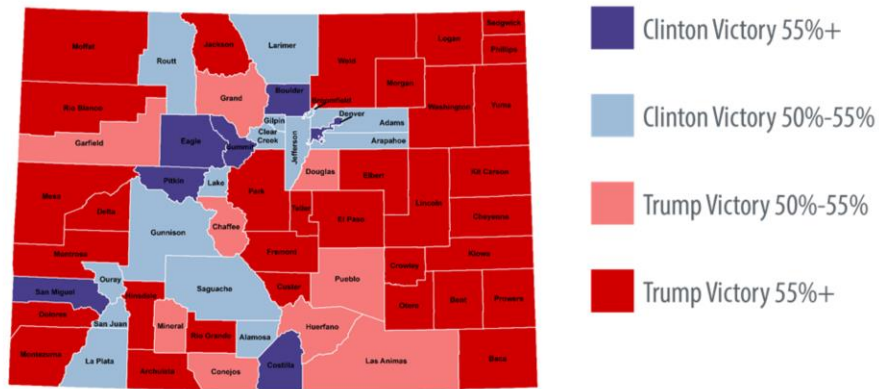 Moffat
Routt
Jackson
Larimer
Weld
Logan
Sedgwick
Phillips
Morgan
Rio Blanco
Grand
Boulder
Broomfield
Washington
Yuma
Garfield
Eagle
Summit
Gilpin
Clear
Creek
Jefferson
Denver
Adams
Arapahoe
Pitkin
Lake
Park
Douglas
Elbert
Kit Carson
Mesa
Delta
Gunnison
Chaffee
Teller
El Paso
Lincoln
Cheyenne
Montrose
Fremont
Crowley
Kiowa
Ouray
San Miguel
Hinsdale
Saguache
Custer
Pueblo
Otero
Bent
Prowers
Dolores
San Juan
Mineral
Rio Grande
Alamosa
Huerfano
Montezuma
La Plata
Archuleta
Conejos
Costilla
Las Animas
Baca
Clinton Victory 55%+
Clinton Victory 50%-55%
Trump Victory 50%-55%
Trump Victory 55%+